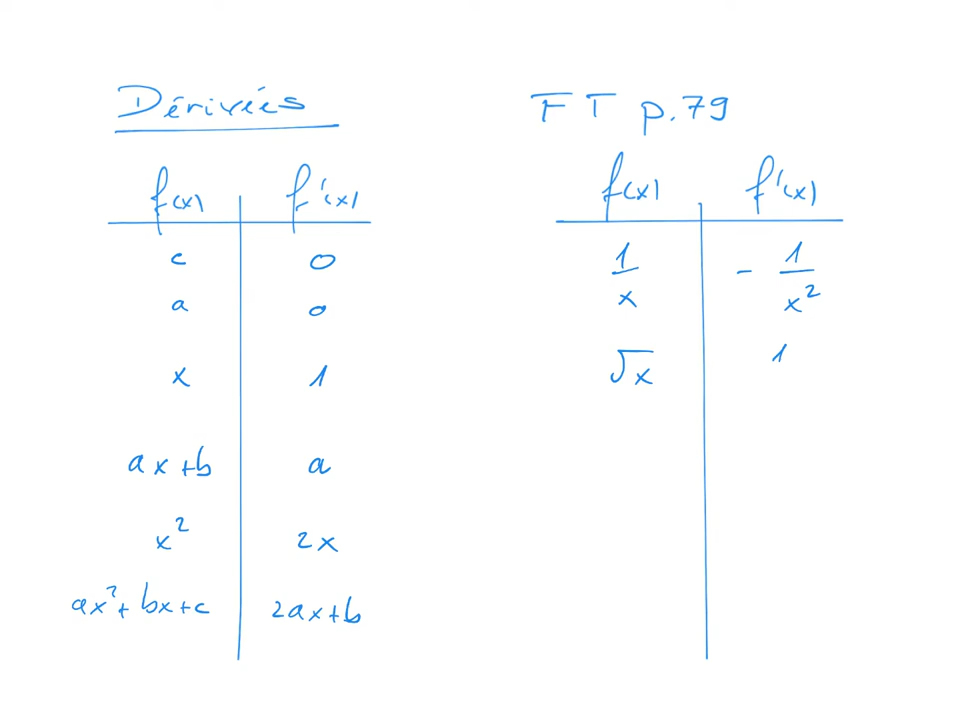 Dérivées
f(x) f'(x)
c 0
a 0
x 1
ax+b a
x² 2x
ax²+bx+c 2ax+b
FT p.79
f(x) f'(x)
1/x - 1/x²
√x 1